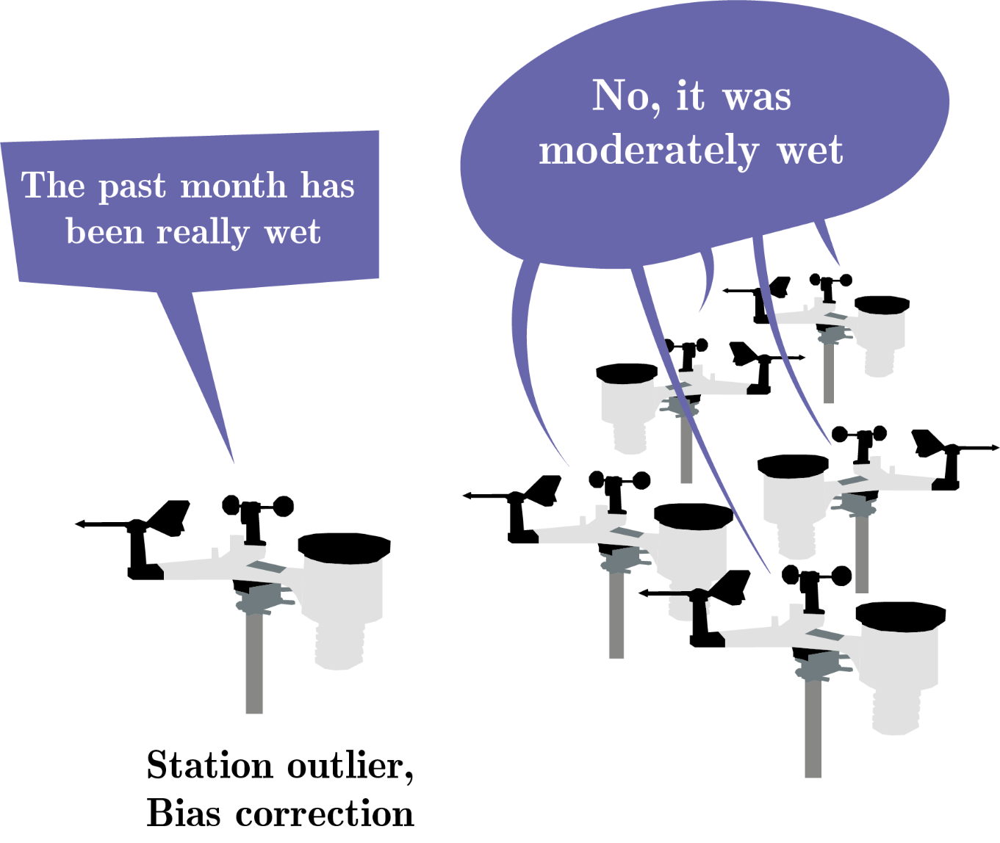 The past month has
been really wet
No, it was
moderately wet
Station outlier,
Bias correction